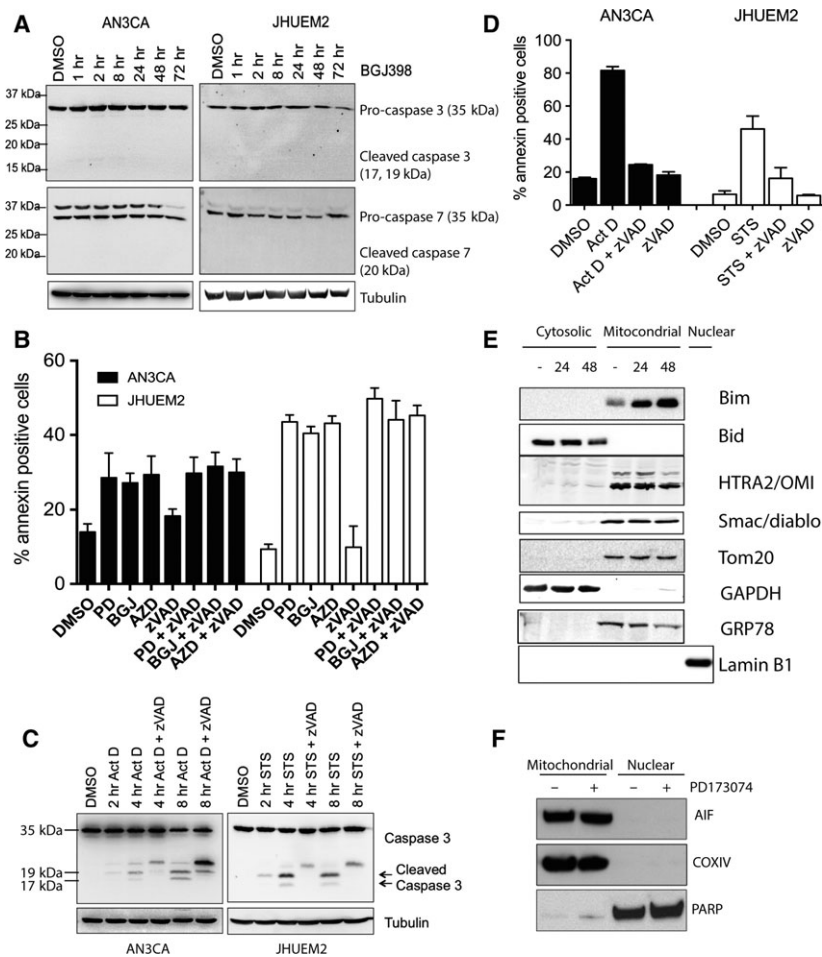 A
AN3CA
JHUEM2
DMSO
1 hr
2 hr
8 hr
24 hr
48 hr
72 hr
DMSO
1 hr
2 hr
8 hr
24 hr
48 hr
72 hr
BGJ398
37 kDa
25 kDa
20 kDa
15 kDa
Pro-caspase 3 (35 kDa)
Cleaved caspase 3
(17, 19 kDa)
37 kDa
25 kDa
20 kDa
Pro-caspase 7 (35 kDa)
Cleaved caspase 7
(20 kDa)
Tubulin
B
% annexin positive cells
60
40
20
0
AN3CA
JHUEM2
DMSO
PD
BGJ
AZD
zVAD
PD + zVAD
BGJ + zVAD
AZD + zVAD
DMSO
PD
BGJ
AZD
zVAD
PD + zVAD
BGJ + zVAD
AZD + zVAD
C
DMSO
2 hr Act D
4 hr Act D
4 hr Act D + zVAD
8 hr Act D
8 hr Act D + zVAD
DMSO
2 hr STS
4 hr STS
4 hr STS + zVAD
8 hr STS
8 hr STS + zVAD
35 kDa
19 kDa
17 kDa
Caspase 3
Cleaved
Caspase 3
Tubulin
AN3CA
JHUEM2
D
AN3CA
JHUEM2
% annexin positive cells
100
80
60
40
20
0
DMSO
Act D
Act D + zVAD
zVAD
DMSO
STS
STS + zVAD
zVAD
E
Cytosolic Mitocondrial Nuclear
- 24 48 - 24 48
Bim
Bid
HTRA2/OMI
Smac/diablo
Tom20
GAPDH
GRP78
Lamin B1
F
Mitochondrial Nuclear
− + − + PD173074
AIF
COXIV
PARP